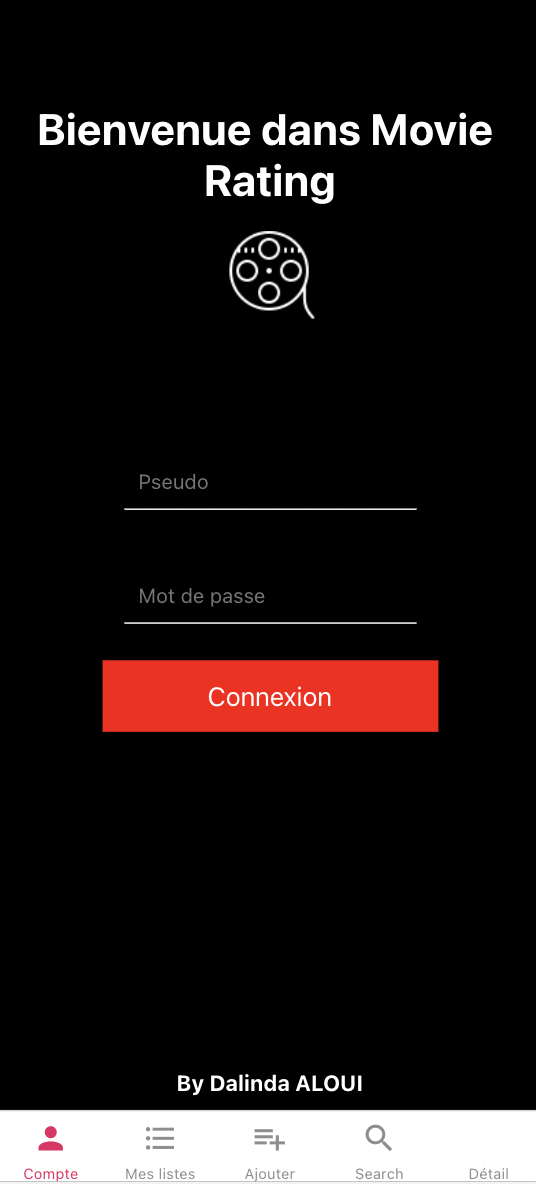 Bienvenue dans Movie
Rating
Pseudo
Mot de passe
Connexion
By Dalinda ALOUI
Compte
Mes listes
Ajouter
Search
Détail